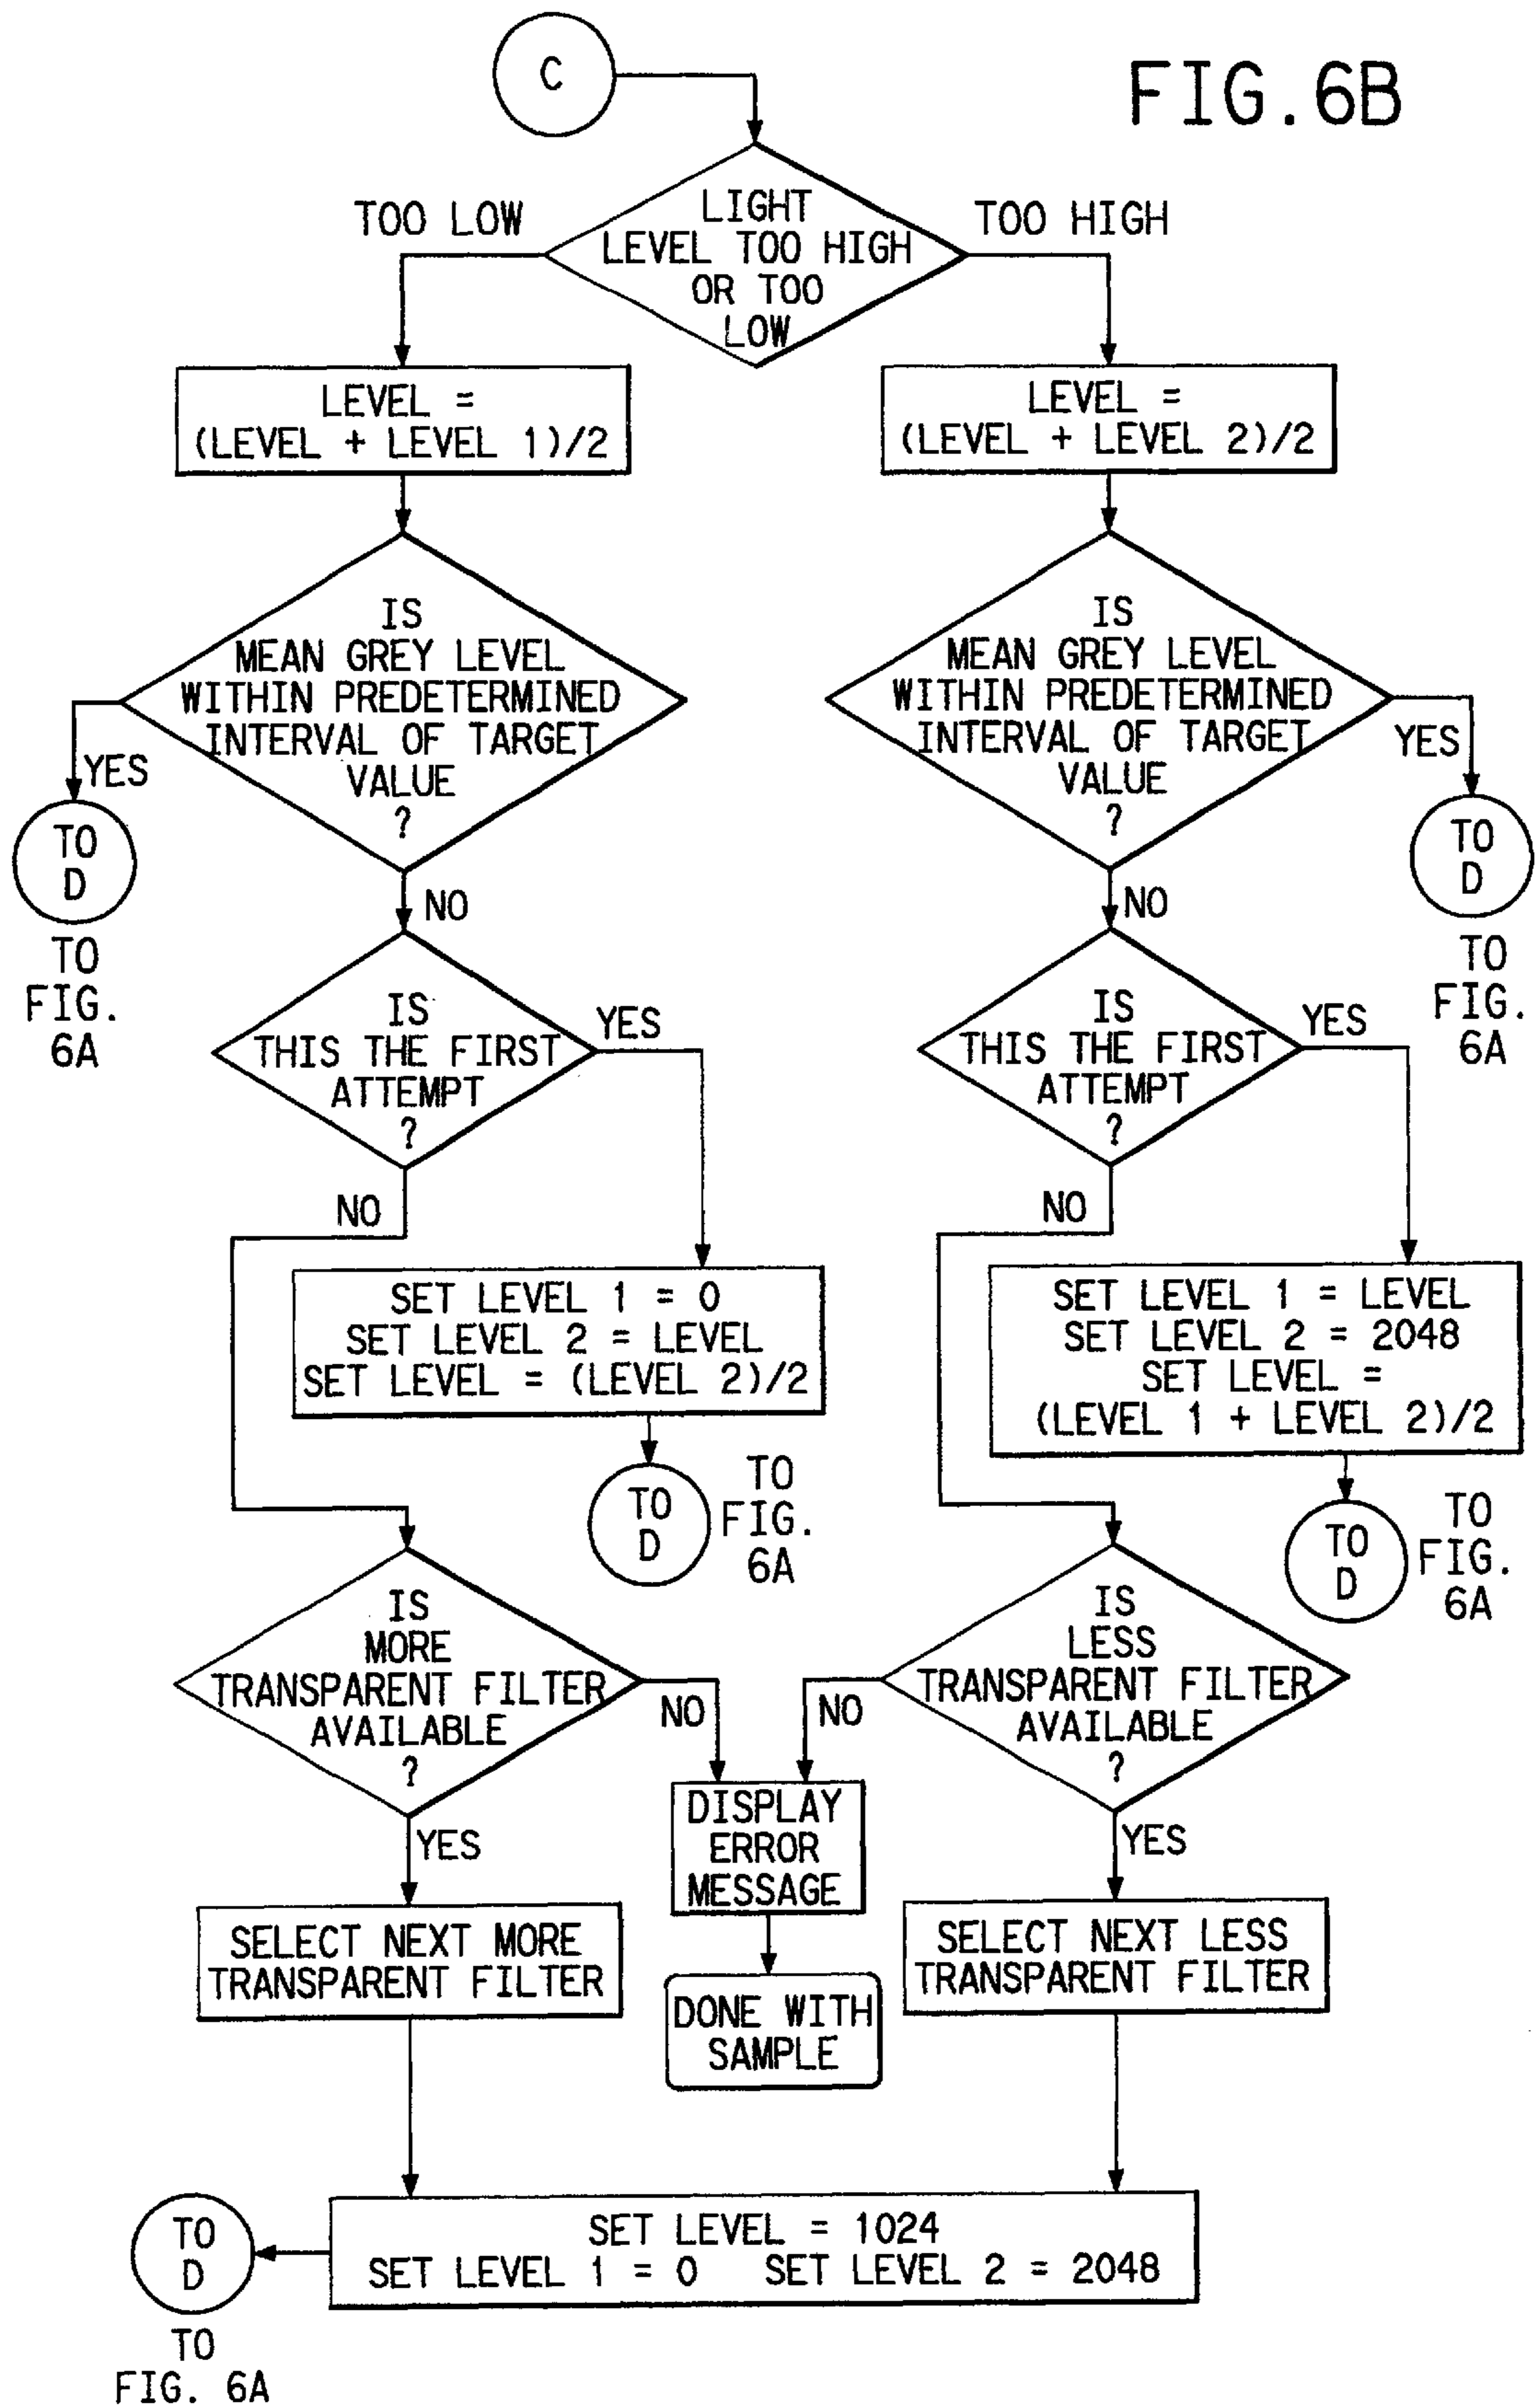 FIG. 6B
C
LIGHT
LEVEL TOO HIGH
OR TOO
LOW
TOO LOW
TOO HIGH
LEVEL =
(LEVEL + LEVEL 1)/2
LEVEL =
(LEVEL + LEVEL 2)/2
IS
MEAN GREY LEVEL
WITHIN PREDETERMINED
INTERVAL OF TARGET
VALUE
?
IS
MEAN GREY LEVEL
WITHIN PREDETERMINED
INTERVAL OF TARGET
VALUE
?
YES
TO
D
TO
FIG.
6A
YES
TO
D
TO
FIG.
6A
NO
NO
IS
THIS THE FIRST
ATTEMPT
?
YES
IS
THIS THE FIRST
ATTEMPT
?
YES
NO
NO
SET LEVEL 1 = 0
SET LEVEL 2 = LEVEL
SET LEVEL = (LEVEL 2)/2
SET LEVEL 1 = LEVEL
SET LEVEL 2 = 2048
SET LEVEL =
(LEVEL 1 + LEVEL 2)/2
TO
D
TO
FIG.
6A
TO
D
TO
FIG.
6A
IS
MORE
TRANSPARENT FILTER
AVAILABLE
?
NO
IS
LESS
TRANSPARENT FILTER
AVAILABLE
?
NO
YES
YES
DISPLAY
ERROR
MESSAGE
SELECT NEXT MORE
TRANSPARENT FILTER
DONE WITH
SAMPLE
SELECT NEXT LESS
TRANSPARENT FILTER
SET LEVEL = 1024
SET LEVEL 1 = 0 SET LEVEL 2 = 2048
TO
D
TO
FIG. 6A